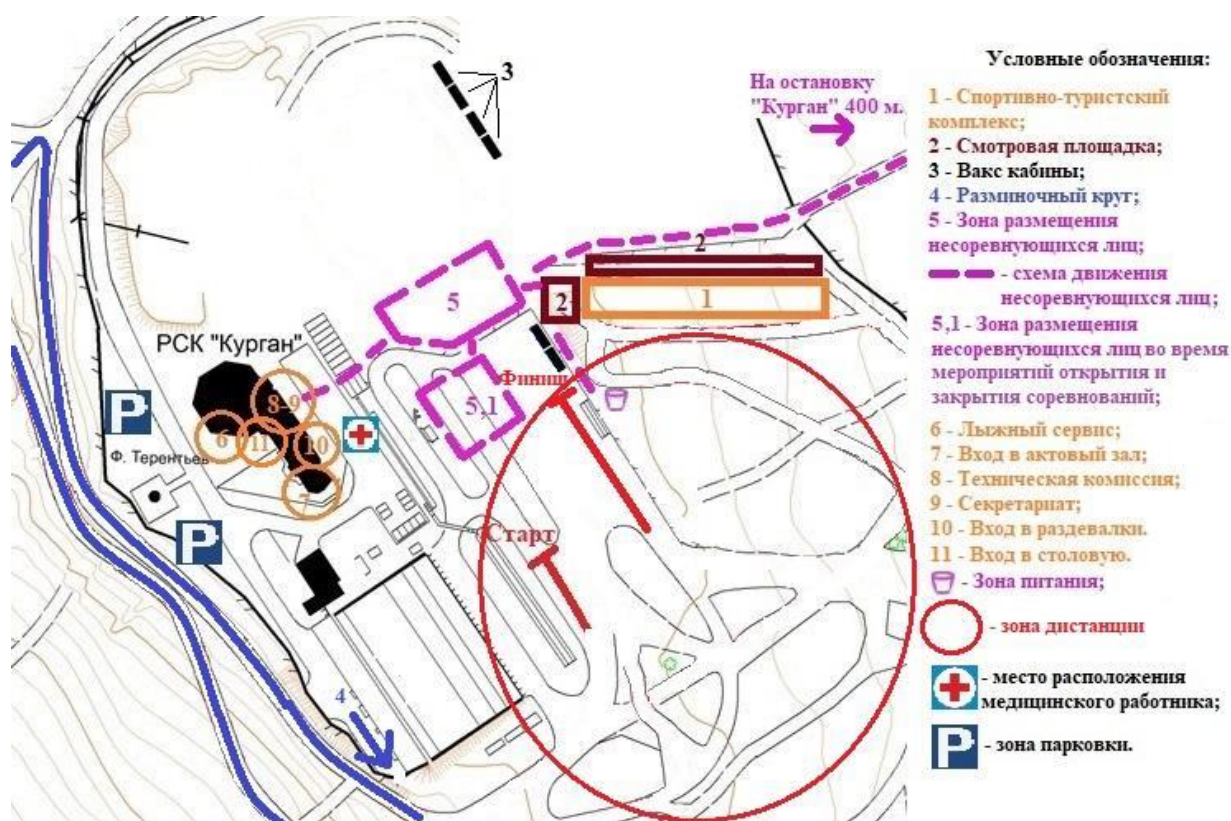 3
На остановку
"Курган" 400 м.
2
2
1
5
РСК "Курган"
5,1
Финиш
8-9
6
11
10
7
P
Ф. Терентьев
P
Старт
4
Условные обозначения:
1 - Спортивно-туристский
комплекс;
2 - Смотровая площадка;
3 - Вакс кабины;
4 - Разминочный круг;
5 - Зона размещения
несоревнующихся лиц;
- схема движения
несоревнующихся лиц;
5,1 - Зона размещения
несоревнующихся лиц во время
мероприятий открытия и
закрытия соревнований;
6 - Лыжный сервис;
7 - Вход в актовый зал;
8 - Техническая комиссия;
9 - Секретариат;
10 - Вход в раздевалки.
11 - Вход в столовую.
- Зона питания;
- зона дистанции
- место расположения
медицинского работника;
P - зона парковки.